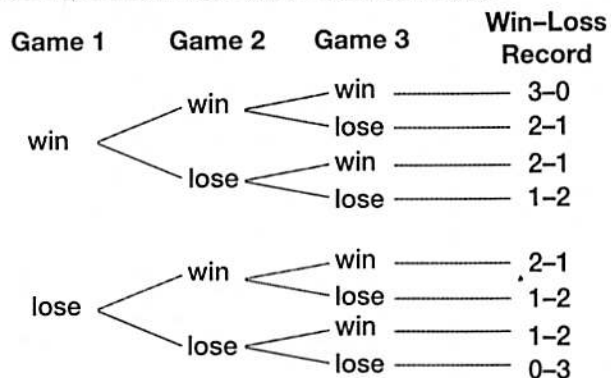 Game 1 Game 2 Game 3 Win–Loss Record
win win win 3–0
lose 2–1
lose win 2–1
lose 1–2
lose win win 2–1
lose 1–2
lose win 1–2
lose 0–3